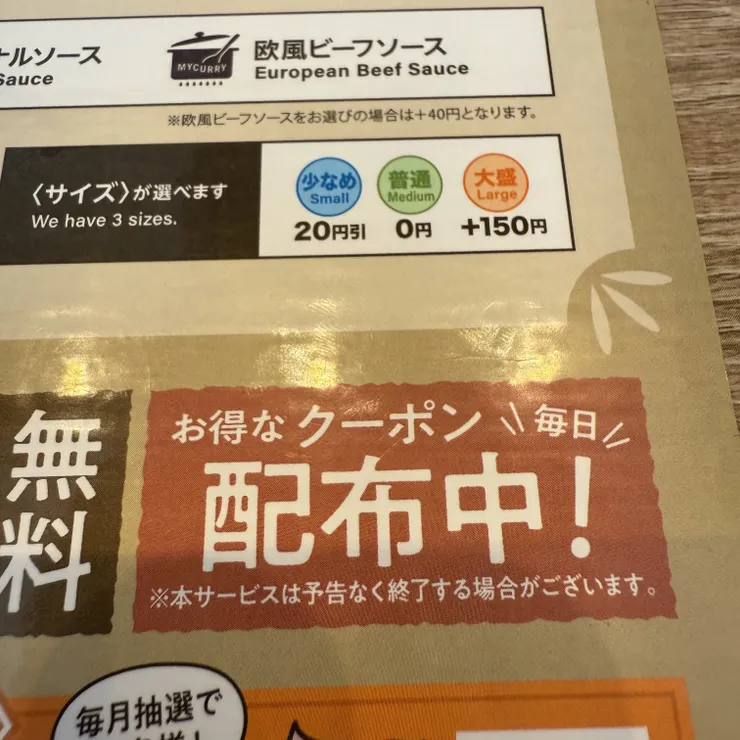 ナルソース
Sauce
MYCURRY
欧風ビーフソース
European Beef Sauce
※欧風ビーフソースをお選びの場合は+40円となります。
〈サイズ〉が選べます
We have 3 sizes.
少なめ
Small
20円引
普通
Medium
0円
大盛
Large
+150円
無料
お得なクーポン 毎日
配布中!
※本サービスは予告なく終了する場合がございます。
毎月抽選で